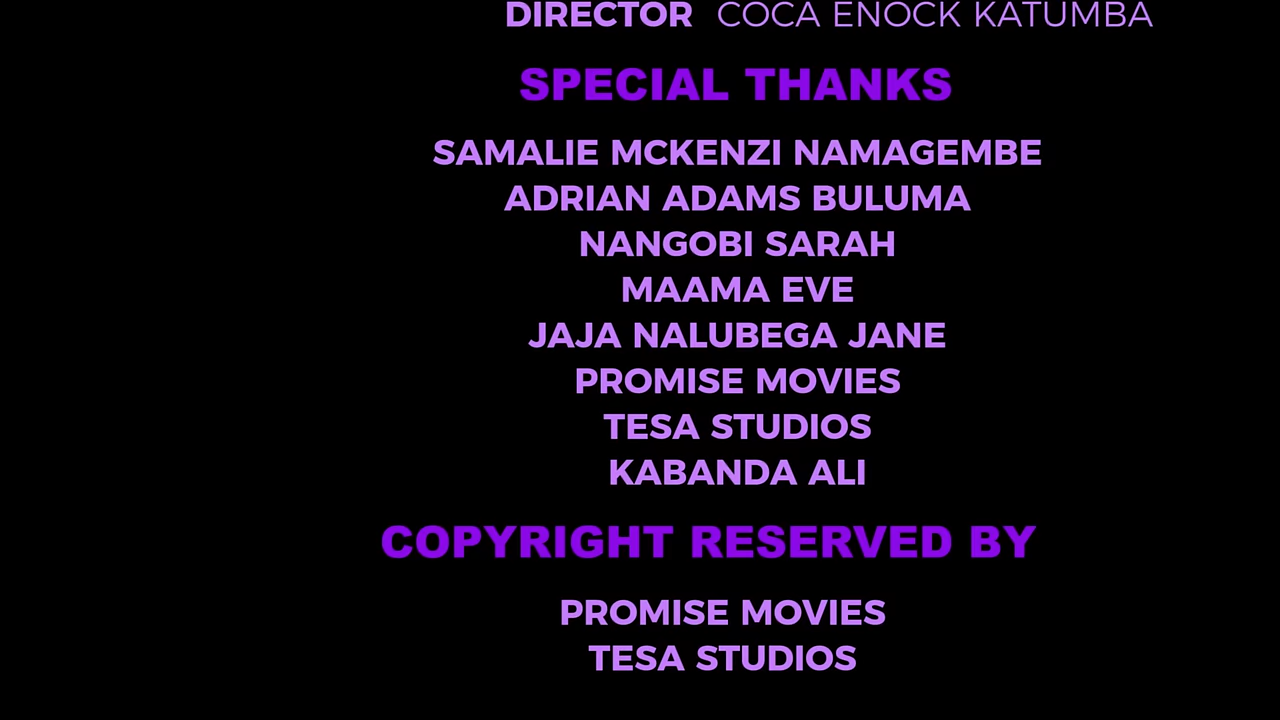 DIRECTOR COCA ENOCK KATUMBA
SPECIAL THANKS
SAMALIE MCKENZI NAMAGEMBE
ADRIAN ADAMS BULUMA
NANGOBI SARAH
MAAMA EVE
JAJA NALUBEGA JANE
PROMISE MOVIES
TESA STUDIOS
KABANDA ALI
COPYRIGHT RESERVED BY
PROMISE MOVIES
TESA STUDIOS